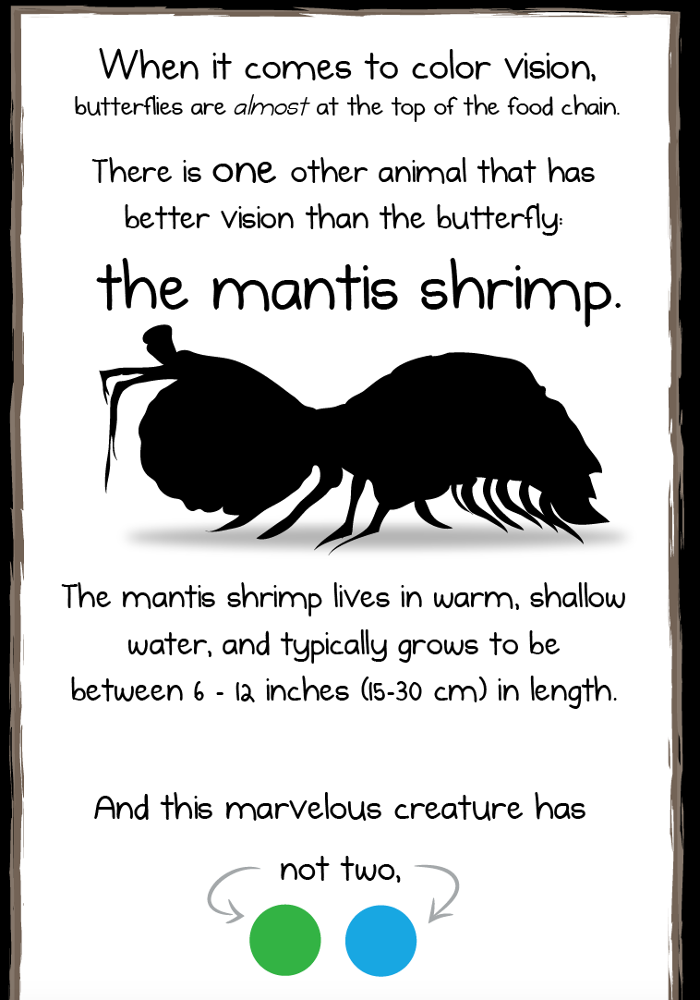 When it comes to color vision,
butterflies are almost at the top of the food chain.
There is one other animal that has
better vision than the butterfly:
the mantis shrimp.
The mantis shrimp lives in warm, shallow
water, and typically grows to be
between 6 - 12 inches (15-30 cm) in length.
And this marvelous creature has
not two,